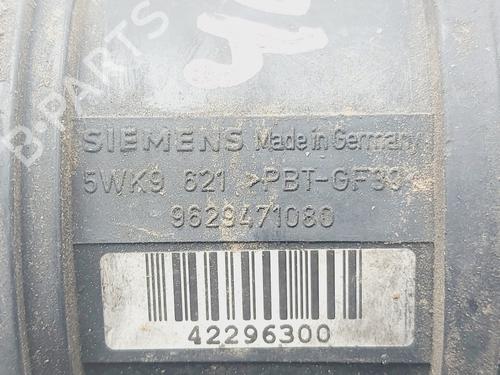 B-PARTS
SIEMENS Made in Germany
5WK9 621 >PBT-GF30
9629471080
42296300